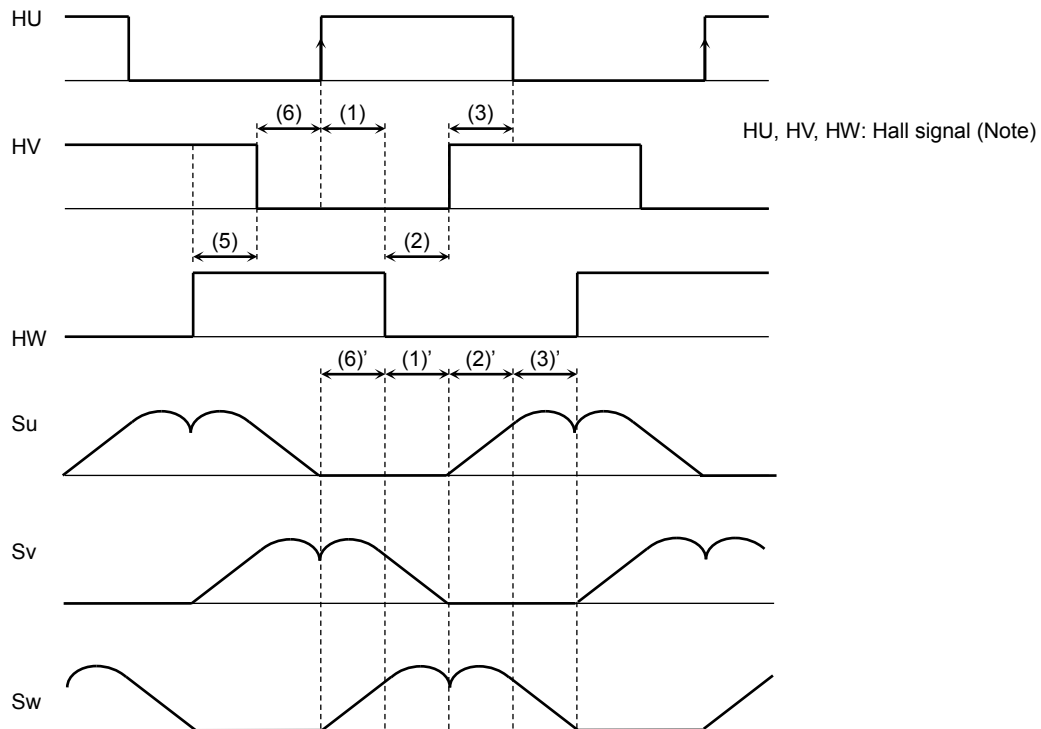 HU
(6) (1) (3)
HU, HV, HW: Hall signal (Note)
HV
(5) (2)
HW
(6)’ (1)’ (2)’ (3)’
Su
Sv
Sw